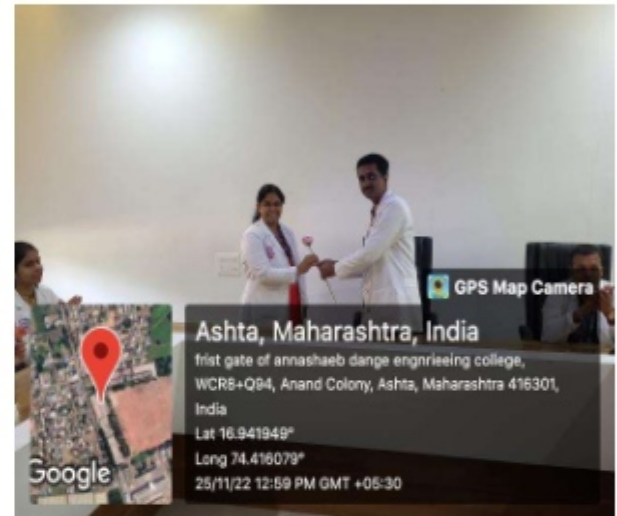 GPS Map Camera
Ashta, Maharashtra, India
frist gate of annashaeb dange engnrieeing college,
WCR8+Q94, Anand Colony, Ashta, Maharashtra 416301,
India
Lat 16.941949°
Long 74.416079°
25/11/22 12:59 PM GMT +05:30
Google